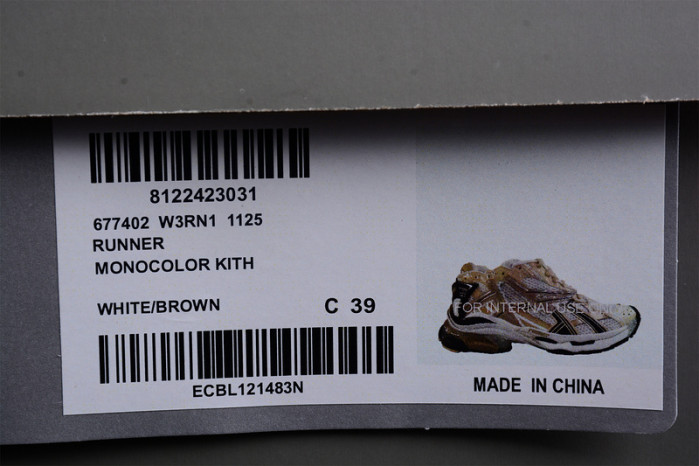 8122423031
677402 W3RN1 1125
RUNNER
MONOCOLOR KITH
WHITE/BROWN C 39
ECBL121483N
FOR INTERNAL USE ONLY
MADE IN CHINA